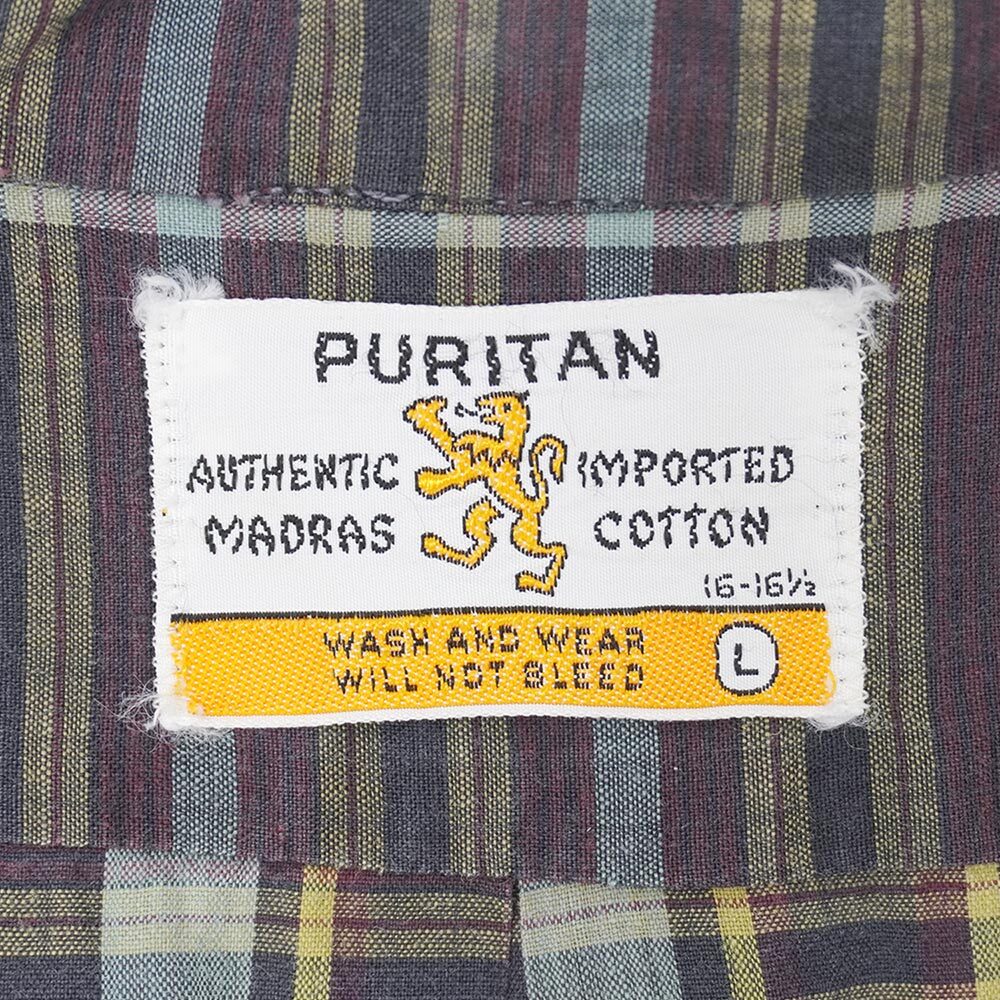 PURITAN
AUTHENTIC IMPORTED
MADRAS COTTON
16-16½
WASH AND WEAR
WILL NOT BLEED
L